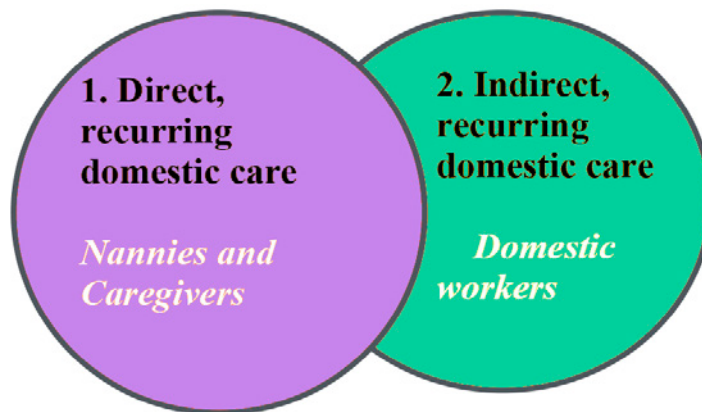 1. Direct,
recurring
domestic care
Nannies and
Caregivers
2. Indirect,
recurring
domestic care
Domestic
workers